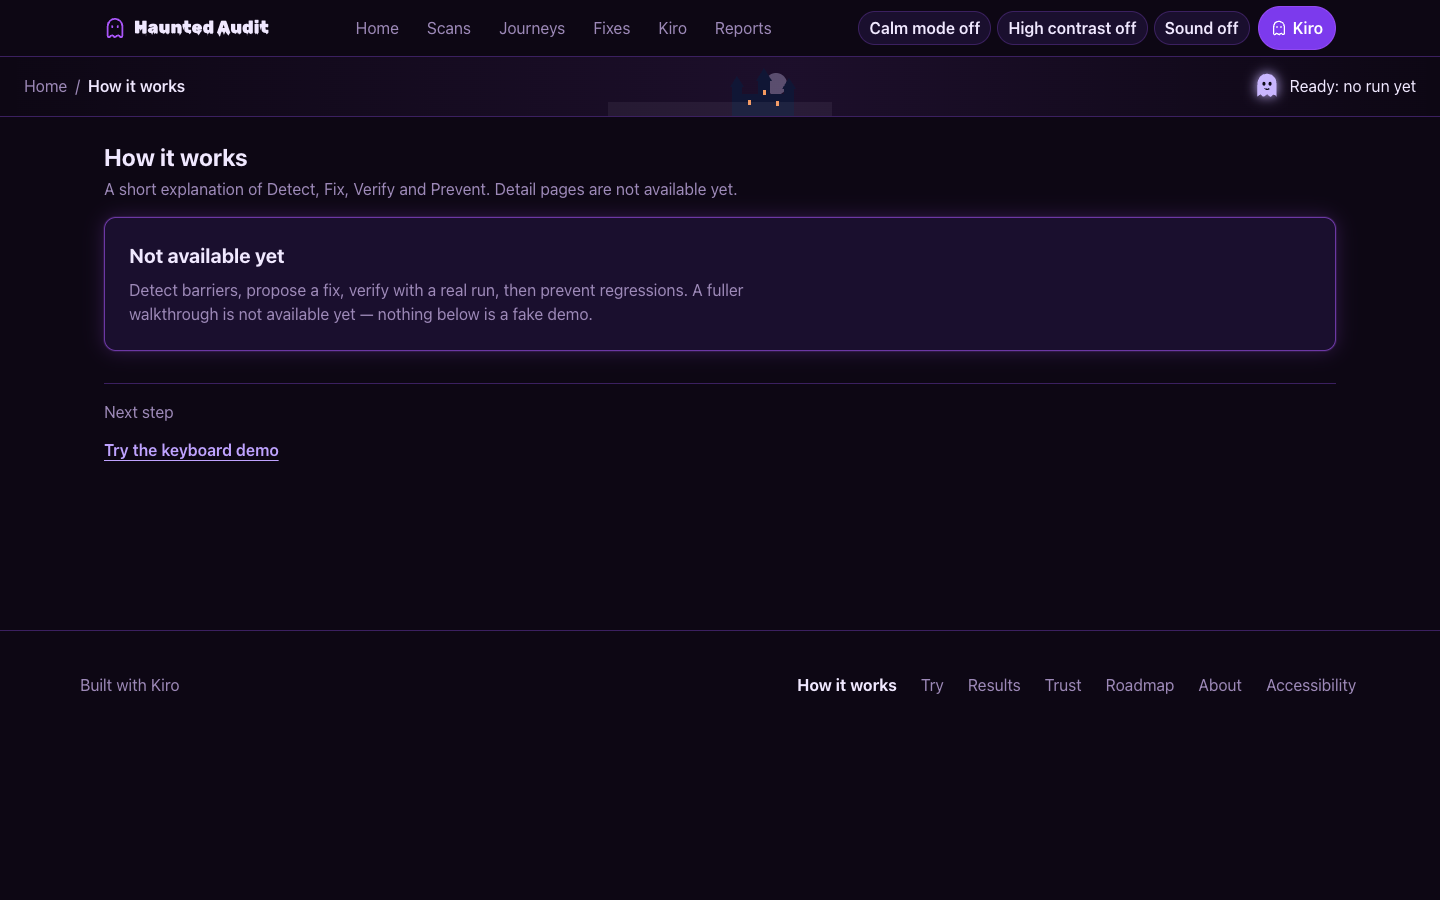 Haunted Audit
Home Scans Journeys Fixes Kiro Reports
Calm mode off High contrast off Sound off Kiro
Home / How it works
Ready: no run yet
How it works
A short explanation of Detect, Fix, Verify and Prevent. Detail pages are not available yet.
Not available yet
Detect barriers, propose a fix, verify with a real run, then prevent regressions. A fuller
walkthrough is not available yet — nothing below is a fake demo.
Next step
Try the keyboard demo
Built with Kiro
How it works Try Results Trust Roadmap About Accessibility